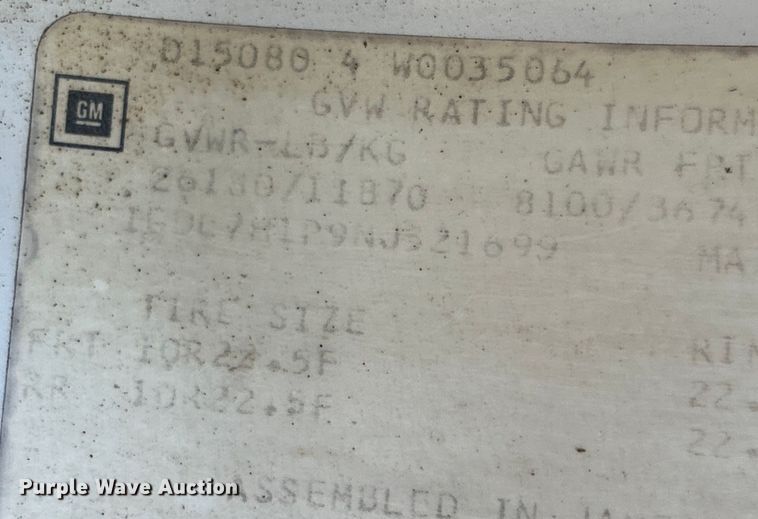 015080 4 W0035064
GM
GVW RATING INFORM
GVWR-LB/KG GAWR FRT
26180/11870 8100/3674
MA
TIRE SIZE
FRT 10R22.5F RIM
RR 10R22.5F 22.
22.
ASSEMBLED IN
Purple Wave Auction